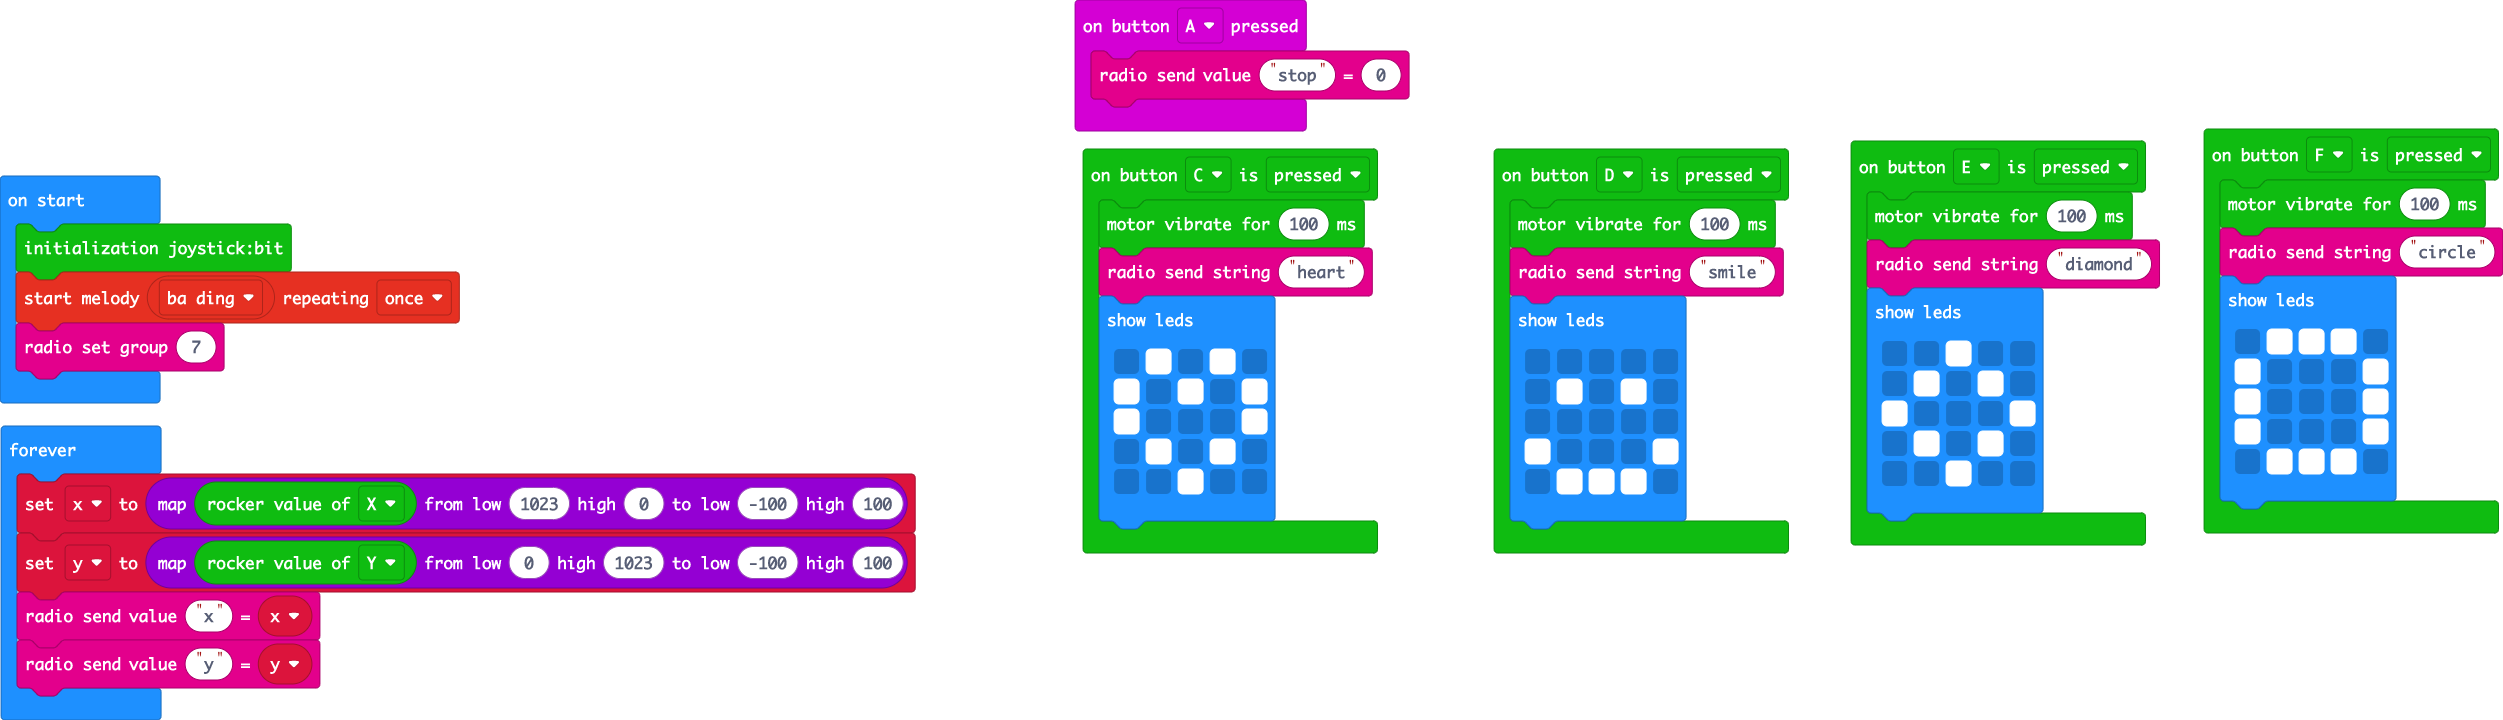 on start
initialization joystick:bit
start melody ba ding repeating once
radio set group 7
forever
set x to map rocker value of X from low 1023 high 0 to low -100 high 100
set y to map rocker value of Y from low 0 high 1023 to low -100 high 100
radio send value "x" = x
radio send value "y" = y
on button A pressed
radio send value "stop" = 0
on button C is pressed
motor vibrate for 100 ms
radio send string "heart"
show leds
on button D is pressed
motor vibrate for 100 ms
radio send string "smile"
show leds
on button E is pressed
motor vibrate for 100 ms
radio send string "diamond"
show leds
on button F is pressed
motor vibrate for 100 ms
radio send string "circle"
show leds